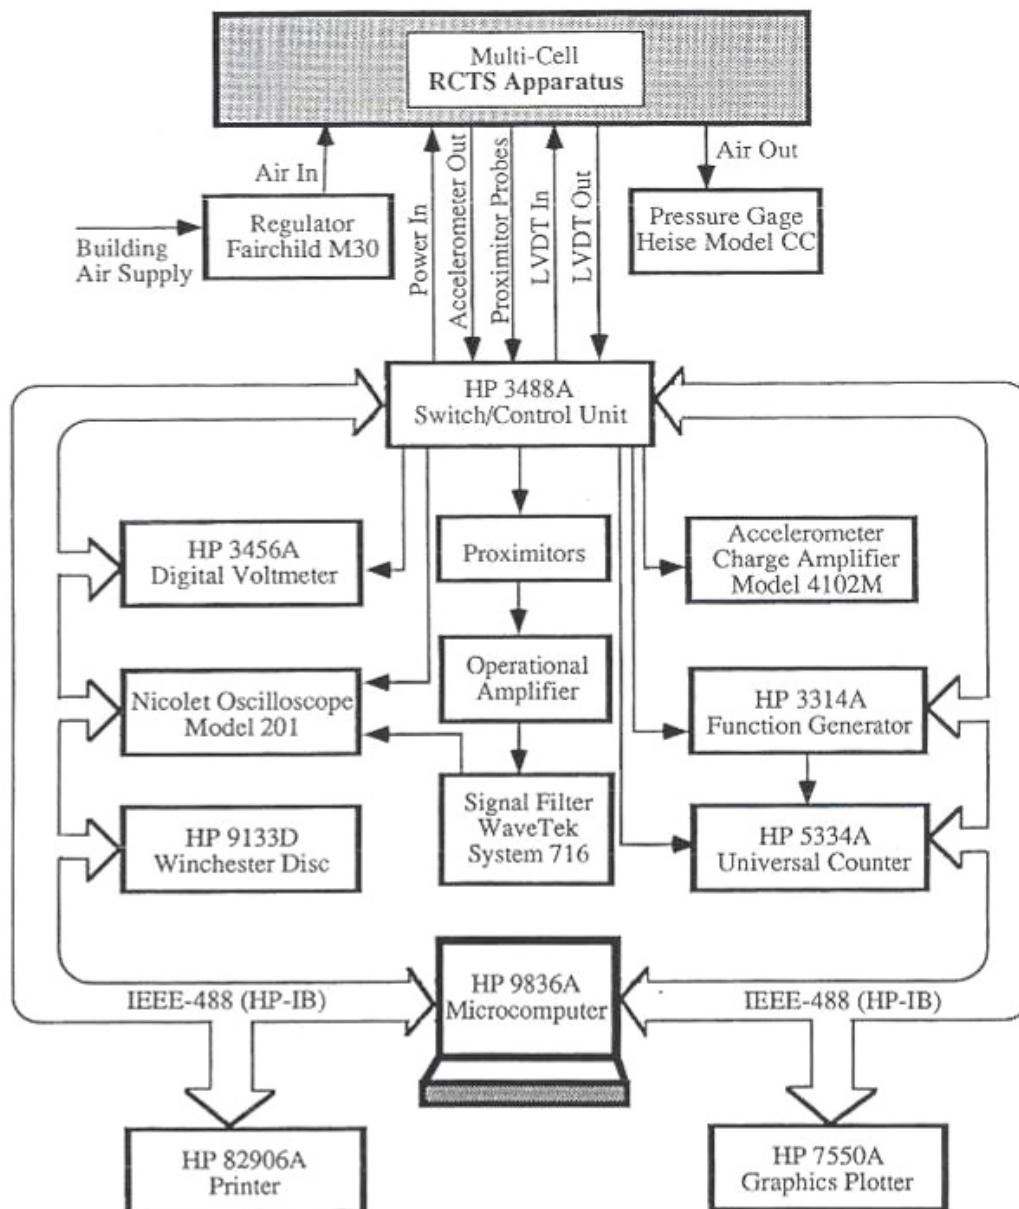 Multi-Cell
RCTS Apparatus
Air In
Power In
Accelerometer Out
Proximitor Probes
LVDT In
LVDT Out
Air Out
Building
Air Supply
Regulator
Fairchild M30
Pressure Gage
Heise Model CC
HP 3488A
Switch/Control Unit
HP 3456A
Digital Voltmeter
Proximitors
Accelerometer
Charge Amplifier
Model 4102M
Nicolet Oscilloscope
Model 201
Operational
Amplifier
HP 3314A
Function Generator
HP 9133D
Winchester Disc
Signal Filter
WaveTek
System 716
HP 5334A
Universal Counter
IEEE-488 (HP-IB)
HP 9836A
Microcomputer
IEEE-488 (HP-IB)
HP 82906A
Printer
HP 7550A
Graphics Plotter